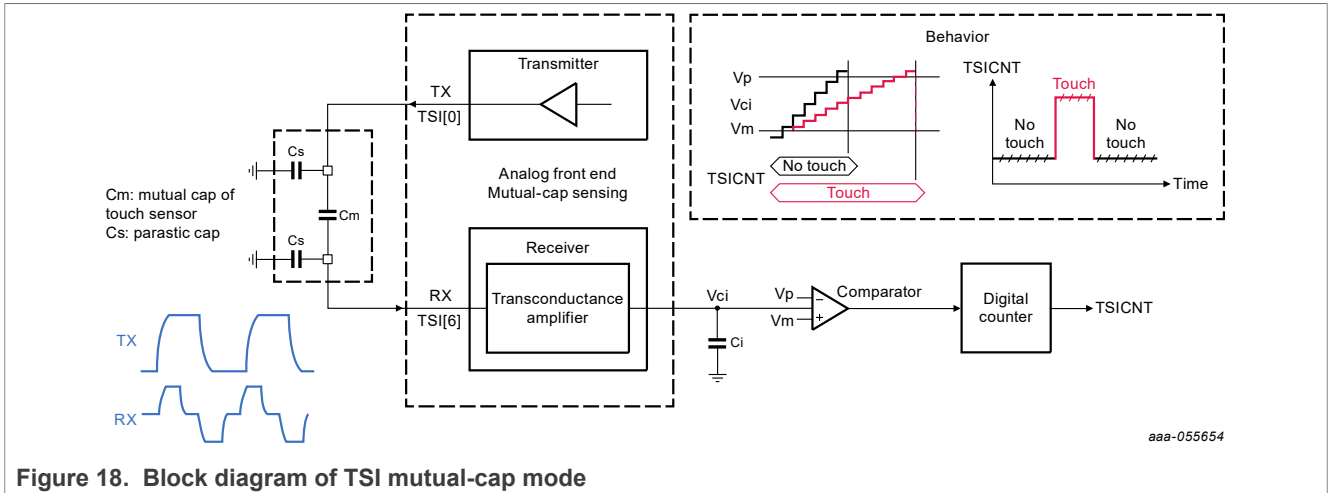 Behavior
Transmitter
TX
TSI[0]
Vp
Vci
Vm
No touch
TSICNT
Touch
TSICNT
Touch
No
touch
No
touch
Time
Cs
Cm: mutual cap of
touch sensor
Cs: parastic cap
Cm
Cs
Analog front end
Mutual-cap sensing
Receiver
RX
TSI[6]
Transconductance
amplifier
Vci
Ci
Vp
Vm
−
+
Comparator
Digital
counter
TSICNT
TX
RX
aaa-055654
Figure 18. Block diagram of TSI mutual-cap mode